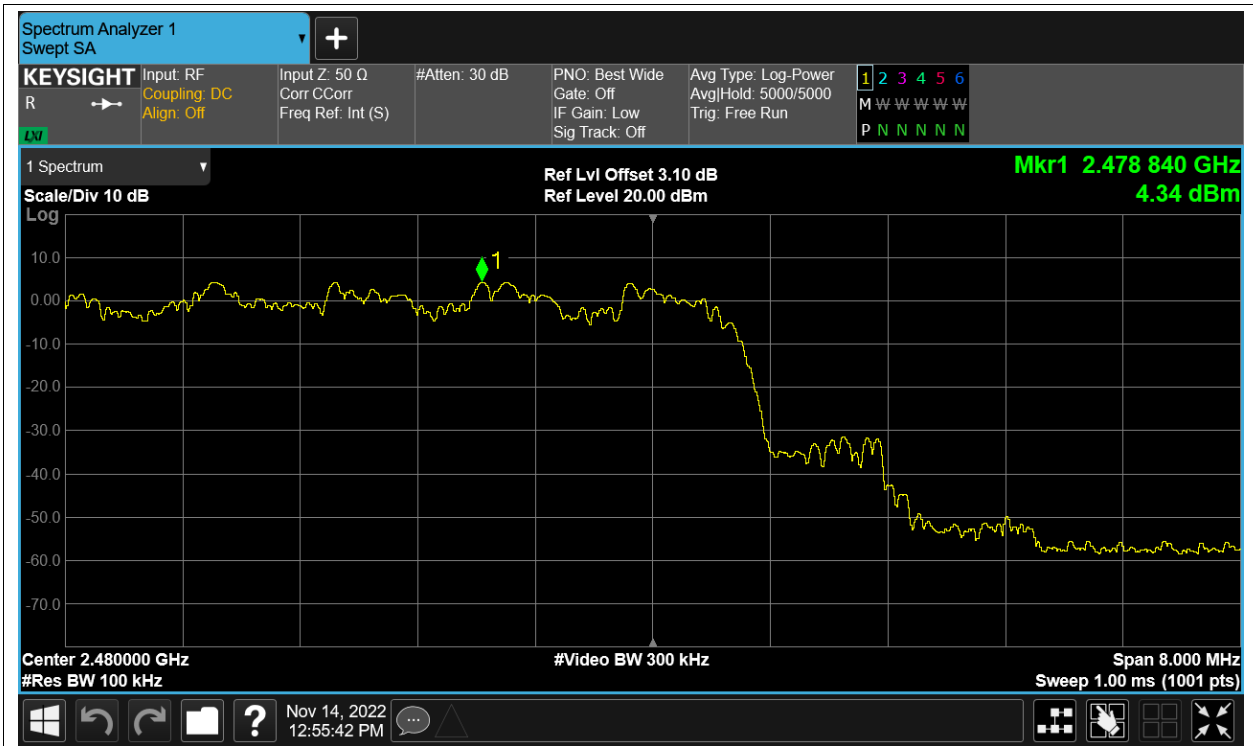 Spectrum Analyzer 1
Swept SA
KEYSIGHT
R
LXI
Input: RF
Coupling: DC
Align: Off
Input Z: 50 Ω
Corr CCorr
Freq Ref: Int (S)
#Atten: 30 dB
PNO: Best Wide
Gate: Off
IF Gain: Low
Sig Track: Off
Avg Type: Log-Power
Avg|Hold: 5000/5000
Trig: Free Run
1 2 3 4 5 6
M W W W W W
P N N N N N
1 Spectrum
Scale/Div 10 dB
Log
Ref Lvl Offset 3.10 dB
Ref Level 20.00 dBm
Mkr1 2.478 840 GHz
4.34 dBm
1
10.0
0.00
-10.0
-20.0
-30.0
-40.0
-50.0
-60.0
-70.0
Center 2.480000 GHz
#Res BW 100 kHz
#Video BW 300 kHz
Span 8.000 MHz
Sweep 1.00 ms (1001 pts)
?
Nov 14, 2022
12:55:42 PM